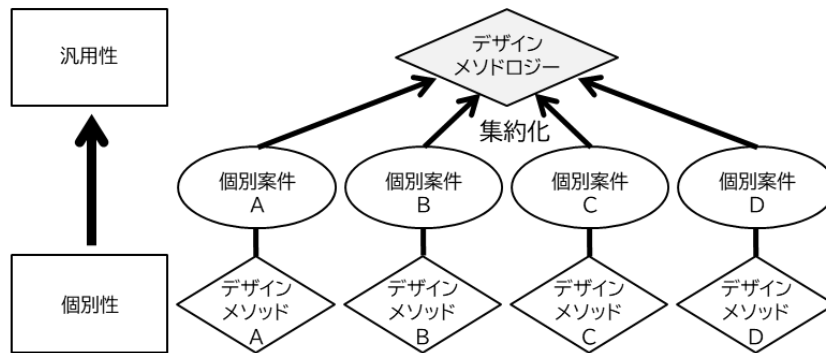 汎用性
デザイン
メソドロジー
集約化
個別案件
A
個別案件
B
個別案件
C
個別案件
D
個別性
デザイン
メソッド
A
デザイン
メソッド
B
デザイン
メソッド
C
デザイン
メソッド
D